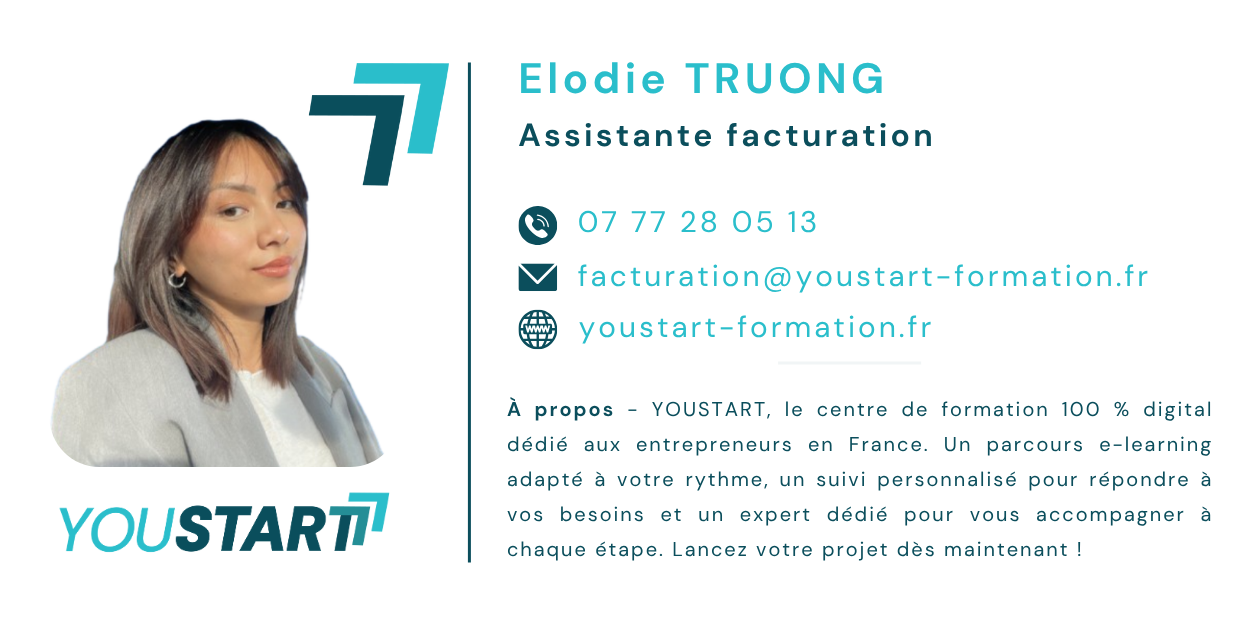 Elodie TRUONG
Assistante facturation
07 77 28 05 13
facturation@youstart-formation.fr
www youstart-formation.fr
À propos - YOUSTART, le centre de formation 100 % digital
dédié aux entrepreneurs en France. Un parcours e-learning
adapté à votre rythme, un suivi personnalisé pour répondre à
vos besoins et un expert dédié pour vous accompagner à
chaque étape. Lancez votre projet dès maintenant !
YOUSTART